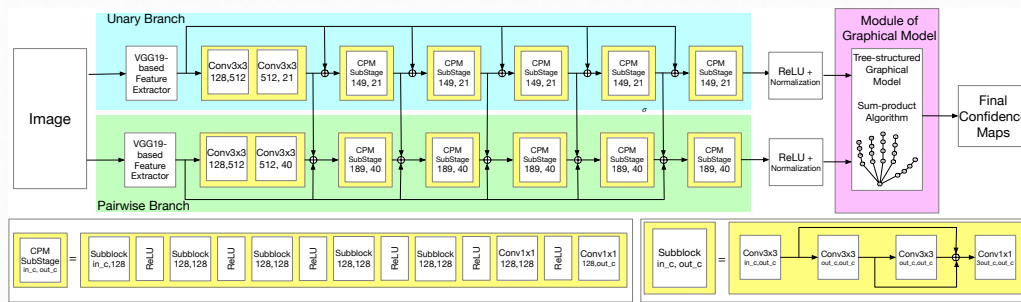 Unary Branch
Image
VGG19-
based
Feature
Extractor
Conv3x3
128,512
Conv3x3
512, 21
CPM
SubStage
149, 21
CPM
SubStage
149, 21
CPM
SubStage
149, 21
CPM
SubStage
149, 21
CPM
SubStage
149, 21
σ
ReLU +
Normalization
VGG19-
based
Feature
Extractor
Conv3x3
128,512
Conv3x3
512, 40
CPM
SubStage
189, 40
CPM
SubStage
189, 40
CPM
SubStage
189, 40
CPM
SubStage
189, 40
CPM
SubStage
189, 40
ReLU +
Normalization
Pairwise Branch
Module of
Graphical Model
Tree-structured
Graphical
Model
Sum-product
Algorithm
Final
Confidence
Maps
CPM
SubStage
in_c, out_c
=
Subblock
in_c,128
ReLU
Subblock
128,128
ReLU
Subblock
128,128
ReLU
Subblock
128,128
ReLU
Subblock
128,128
ReLU
Conv1x1
128,128
ReLU
Conv1x1
128,out_c
Subblock
in_c, out_c
=
Conv3x3
in_c,out_c
Conv3x3
out_c,out_c
Conv3x3
out_c,out_c
Conv1x1
3out_c,out_c